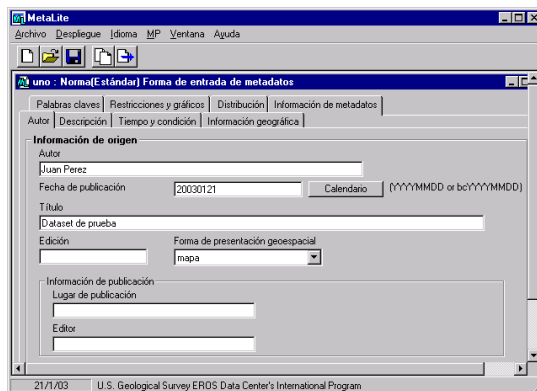 MetaLite
Archivo Despliegue Idioma MP Ventana Ayuda
uno : Norma(Estándar) Forma de entrada de metadatos
Palabras claves Restricciones y gráficos Distribución Información de metadatos
Autor Descripción Tiempo y condición Información geográfica
Información de origen
Autor
Juan Perez
Fecha de publicación 20030121 Calendario (YYYYMMDD or bcYYYYMMDD)
Título
Dataset de prueba
Edición Forma de presentación geoespacial
mapa
Información de publicación
Lugar de publicación
Editor
21/1/03 U.S. Geological Survey EROS Data Center's International Program